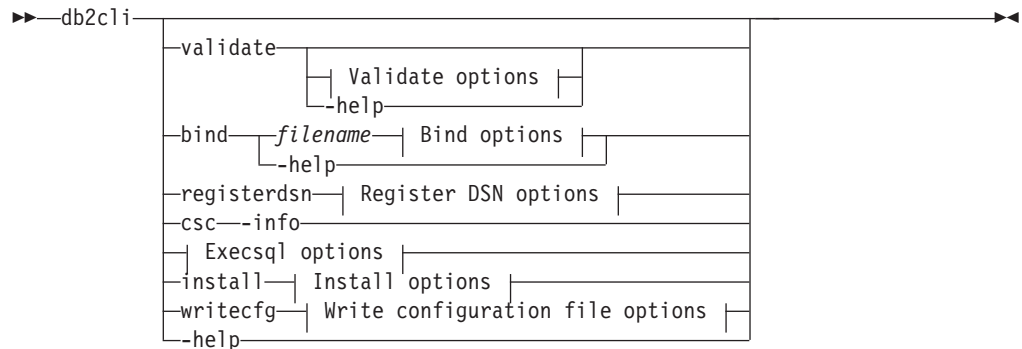 db2cli
validate
Validate options
-help
bind filename Bind options
-help
registerdsn Register DSN options
csc -info
Execsql options
install Install options
writecfg Write configuration file options
-help